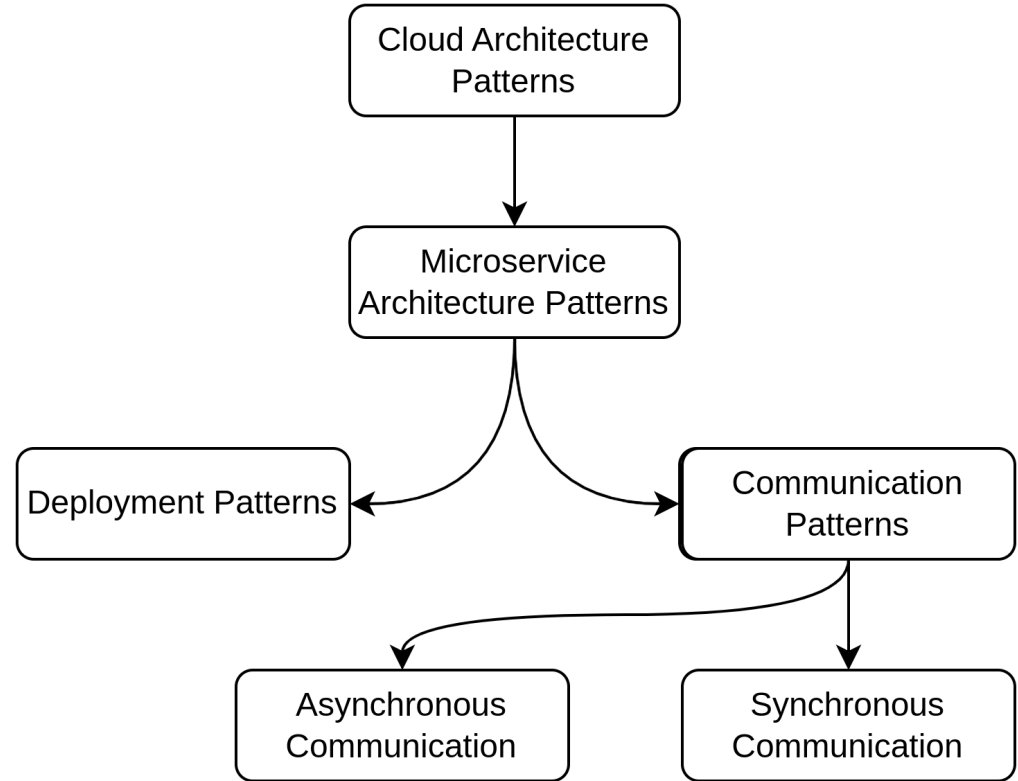 Cloud Architecture
Patterns
Microservice
Architecture Patterns
Deployment Patterns
Communication
Patterns
Asynchronous
Communication
Synchronous
Communication